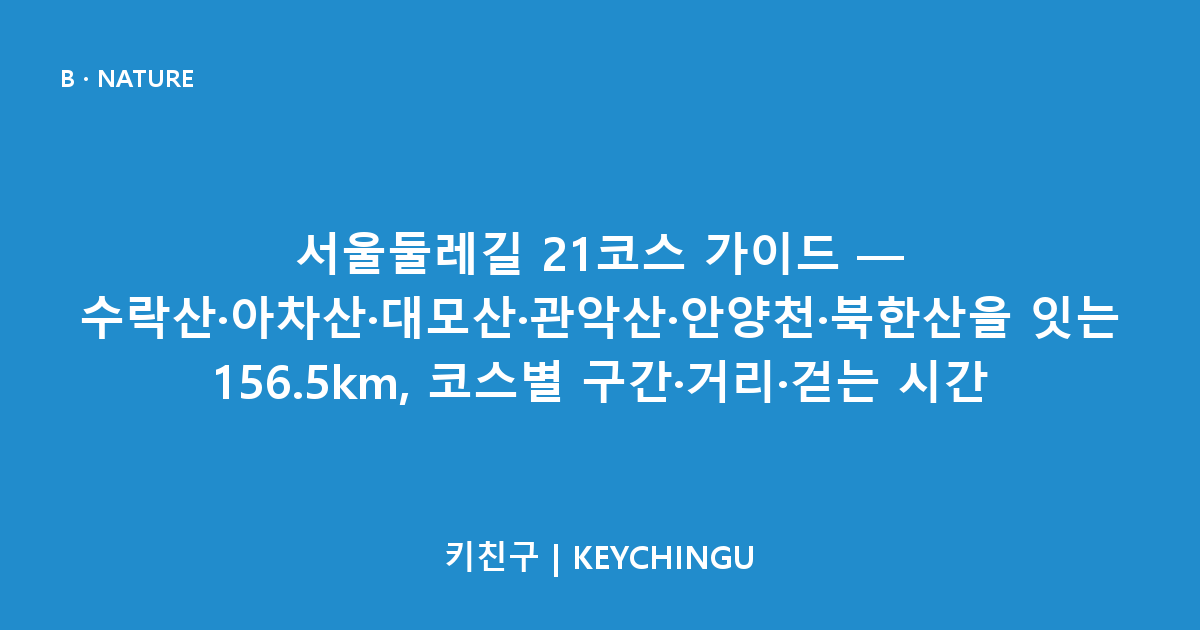 B · NATURE
서울둘레길 21코스 가이드 —
수락산·아차산·대모산·관악산·안양천·북한산을 잇는
156.5km, 코스별 구간·거리·걷는 시간
키친구 | KEYCHINGU